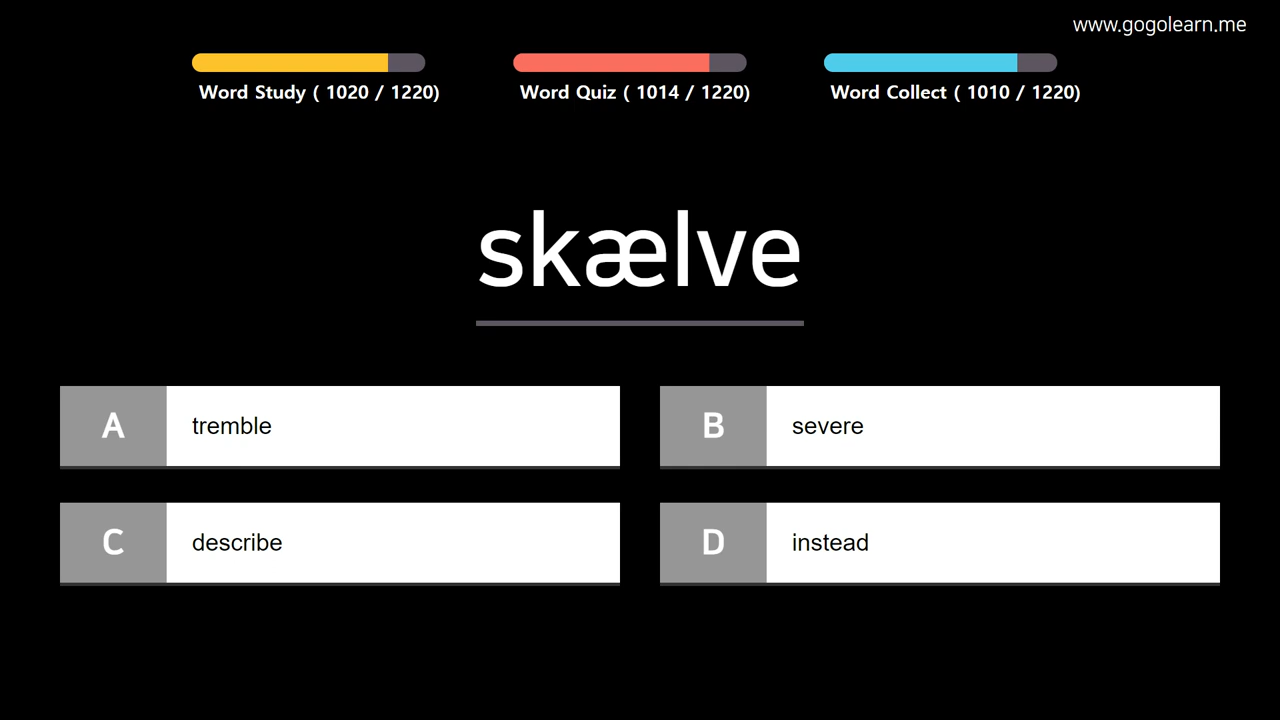 www.gogolearn.me
Word Study ( 1020 / 1220)
Word Quiz ( 1014 / 1220)
Word Collect ( 1010 / 1220)
skælve
A tremble
B severe
C describe
D instead